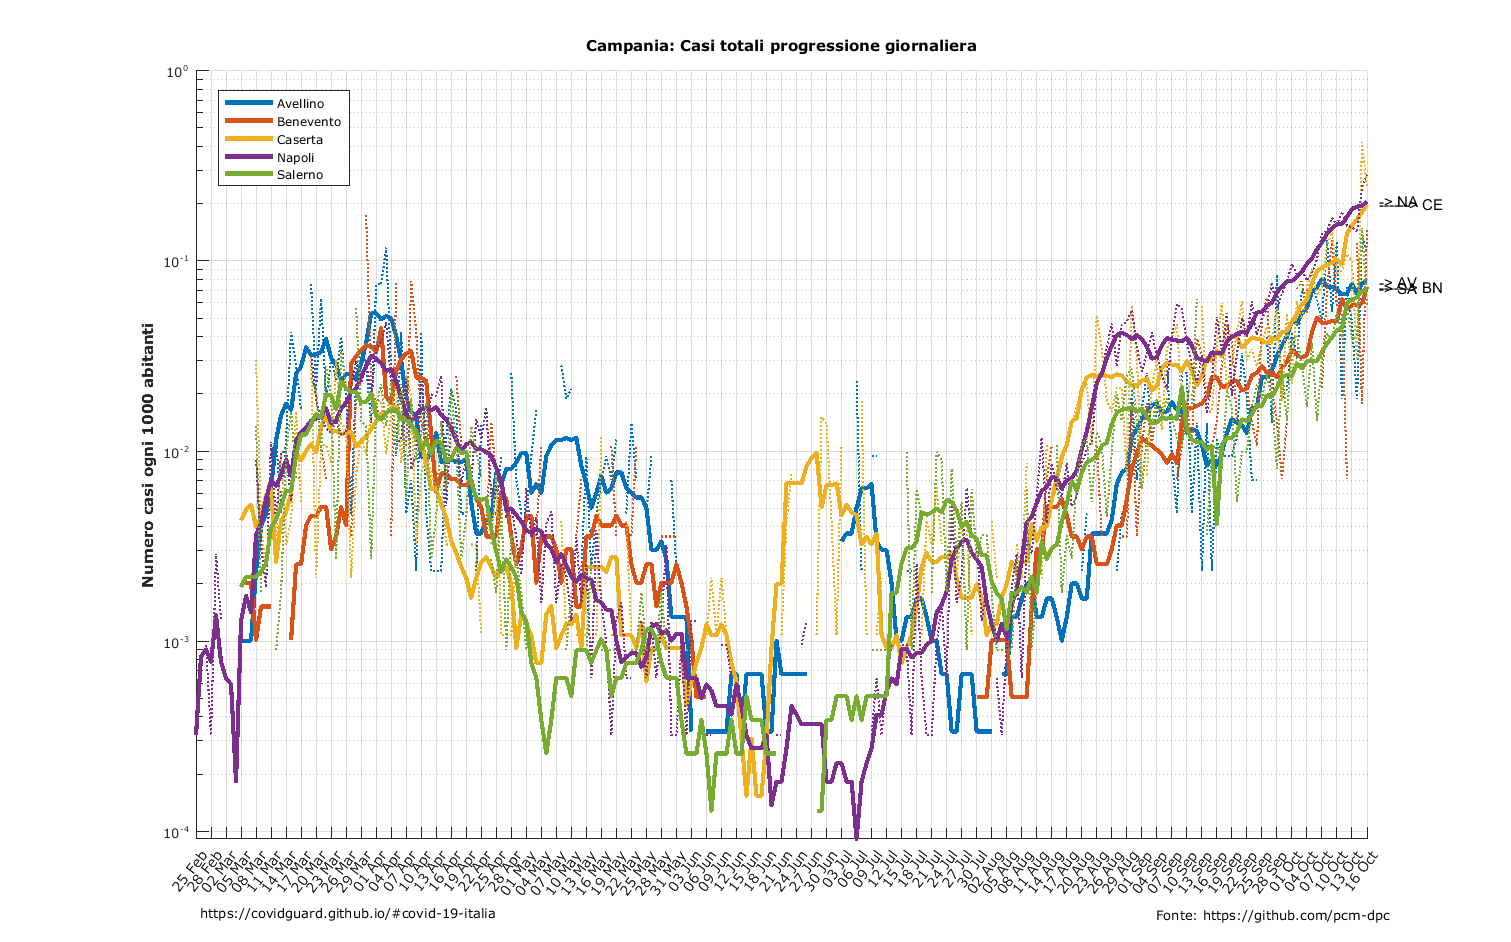 Campania: Casi totali progressione giornaliera
10^0
10^-1
10^-2
10^-3
10^-4
Numero casi ogni 1000 abitanti
Avellino
Benevento
Caserta
Napoli
Salerno
-> NA
-> CE
-> AV
-> SA
BN
25 Feb
28 Feb
02 Mar
05 Mar
08 Mar
11 Mar
14 Mar
17 Mar
20 Mar
23 Mar
26 Mar
29 Mar
01 Apr
04 Apr
07 Apr
10 Apr
13 Apr
16 Apr
19 Apr
22 Apr
25 Apr
28 Apr
01 May
04 May
07 May
10 May
13 May
16 May
19 May
22 May
25 May
28 May
31 May
03 Jun
06 Jun
09 Jun
12 Jun
15 Jun
18 Jun
21 Jun
24 Jun
27 Jun
30 Jun
03 Jul
06 Jul
09 Jul
12 Jul
15 Jul
18 Jul
21 Jul
24 Jul
27 Jul
30 Jul
02 Aug
05 Aug
08 Aug
11 Aug
14 Aug
17 Aug
20 Aug
23 Aug
26 Aug
29 Aug
01 Sep
04 Sep
07 Sep
10 Sep
13 Sep
16 Sep
19 Sep
22 Sep
25 Sep
28 Sep
01 Oct
04 Oct
07 Oct
10 Oct
13 Oct
16 Oct
https://covidguard.github.io/#covid-19-italia
Fonte: https://github.com/pcm-dpc